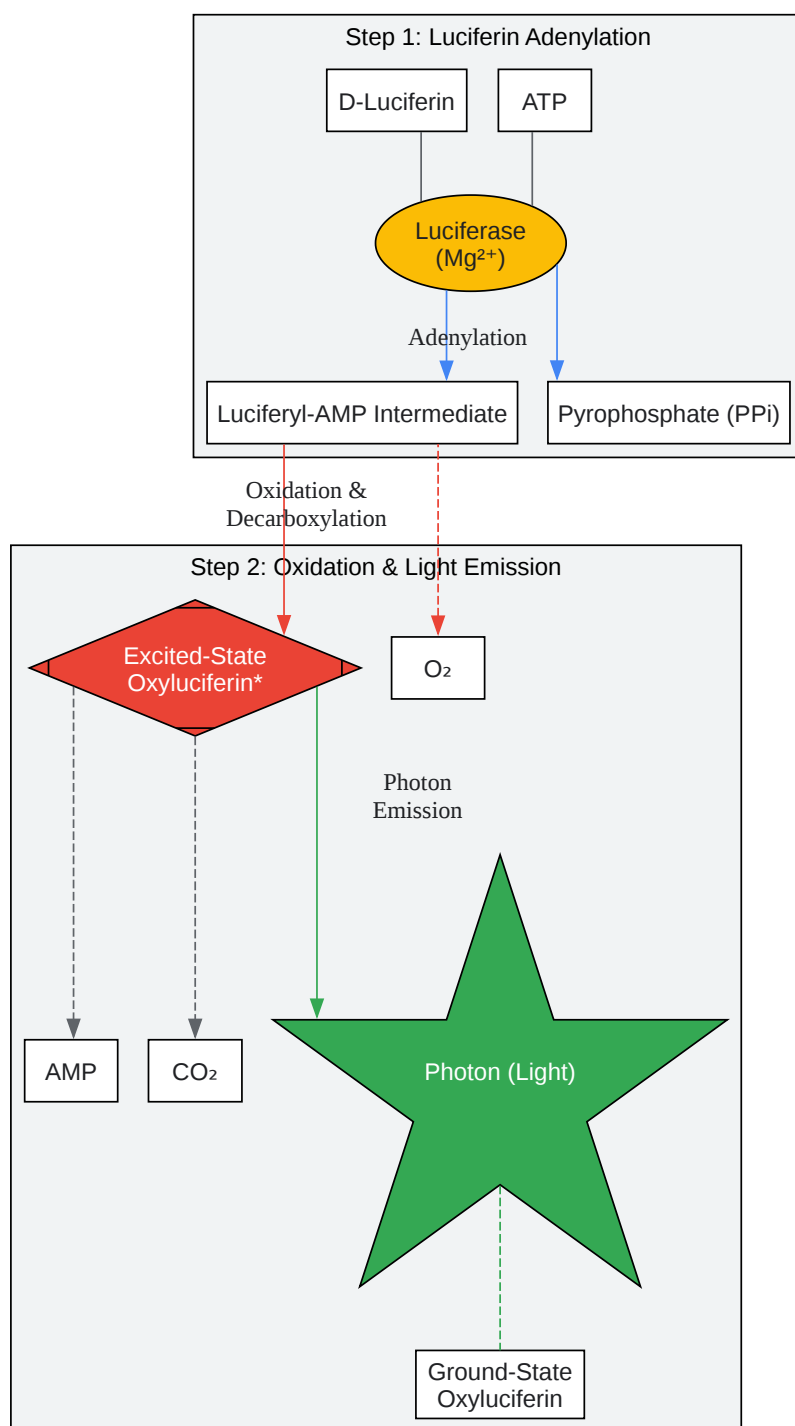 Step 1: Luciferin Adenylation
D-Luciferin
ATP
Luciferase
(Mg²⁺)
Adenylation
Luciferyl-AMP Intermediate
Pyrophosphate (PPi)
Oxidation &
Decarboxylation
Step 2: Oxidation & Light Emission
Excited-State
Oxyluciferin*
O₂
Photon
Emission
AMP
CO₂
Photon (Light)
Ground-State
Oxyluciferin